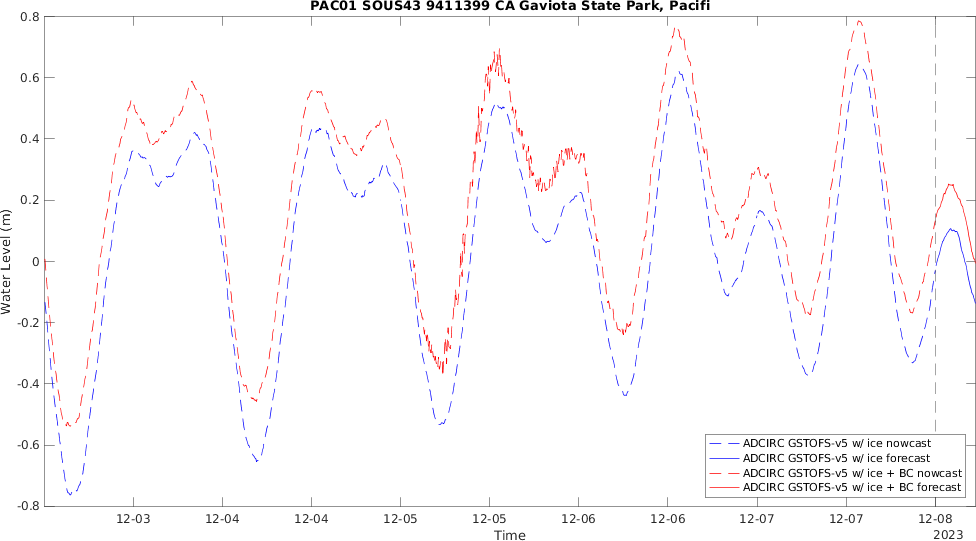 PAC01 SOUS43 9411399 CA Gaviota State Park, Pacifi
0.8
0.6
0.4
0.2
0
-0.2
-0.4
-0.6
-0.8
Water Level (m)
ADCIRC GSTOFS-v5 w/ ice nowcast
ADCIRC GSTOFS-v5 w/ ice forecast
ADCIRC GSTOFS-v5 w/ ice + BC nowcast
ADCIRC GSTOFS-v5 w/ ice + BC forecast
12-03 12-04 12-04 12-05 12-05 12-06 12-06 12-07 12-07 12-08
Time
2023